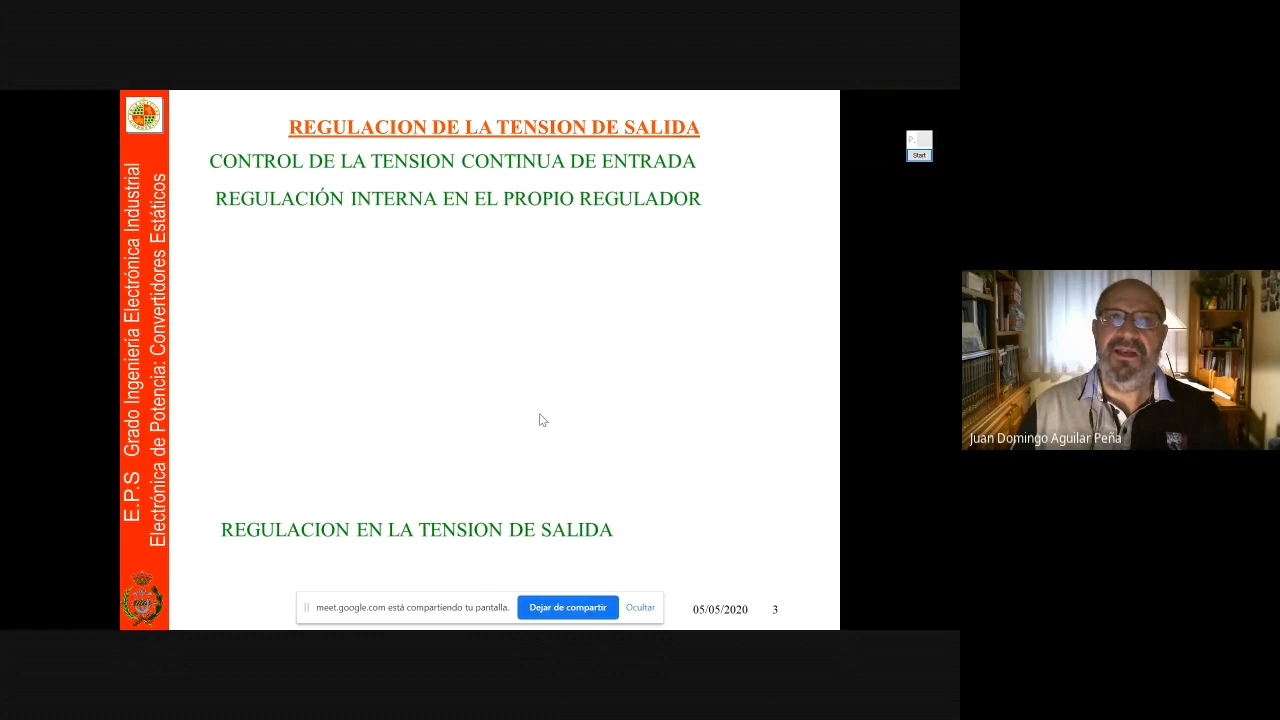 E.P.S Grado Ingeniería Electrónica Industrial
Electrónica de Potencia: Convertidores Estáticos
REGULACION DE LA TENSION DE SALIDA
CONTROL DE LA TENSION CONTINUA DE ENTRADA
REGULACIÓN INTERNA EN EL PROPIO REGULADOR
REGULACION EN LA TENSION DE SALIDA
meet.google.com está compartiendo tu pantalla. Dejar de compartir Ocultar
05/05/2020 3
Start
Juan Domingo Aguilar Peña